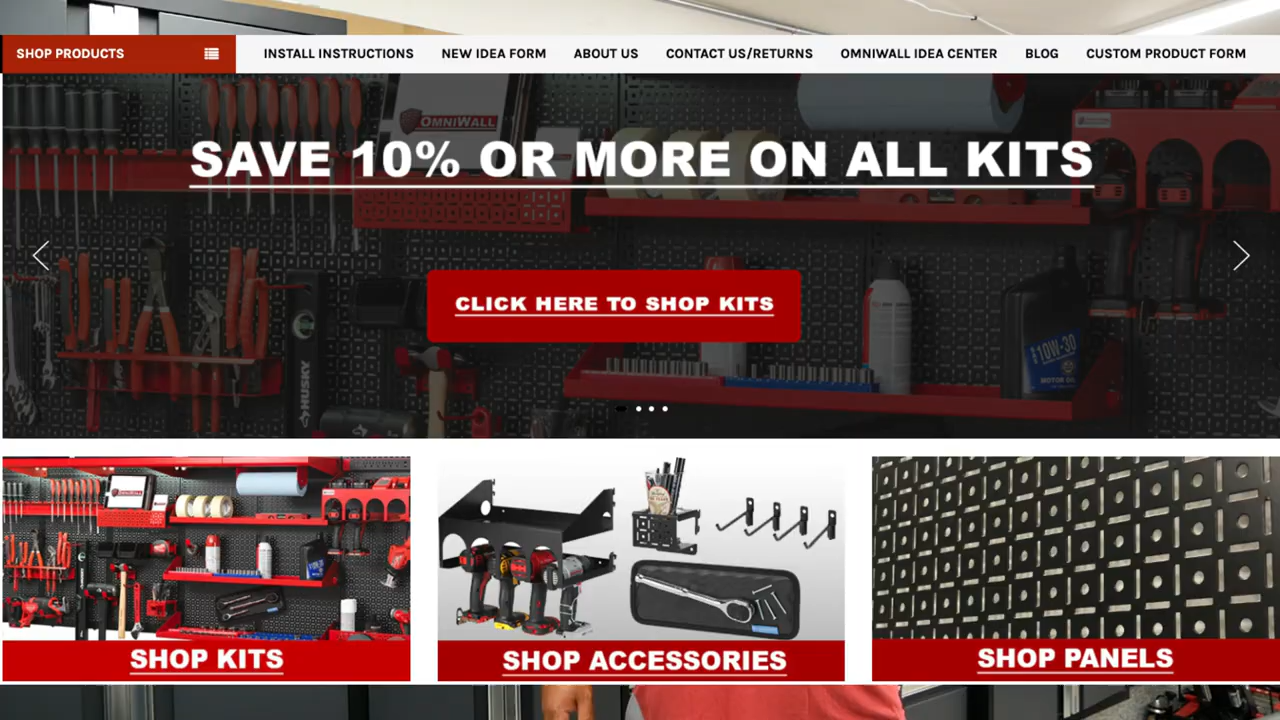 SHOP PRODUCTS
INSTALL INSTRUCTIONS
NEW IDEA FORM
ABOUT US
CONTACT US/RETURNS
OMNIWALL IDEA CENTER
BLOG
CUSTOM PRODUCT FORM
OMNIWALL
SAVE 10% OR MORE ON ALL KITS
CLICK HERE TO SHOP KITS
HUSKY
10W-30
MOTOR OIL
SHOP KITS
SHOP ACCESSORIES
SHOP PANELS